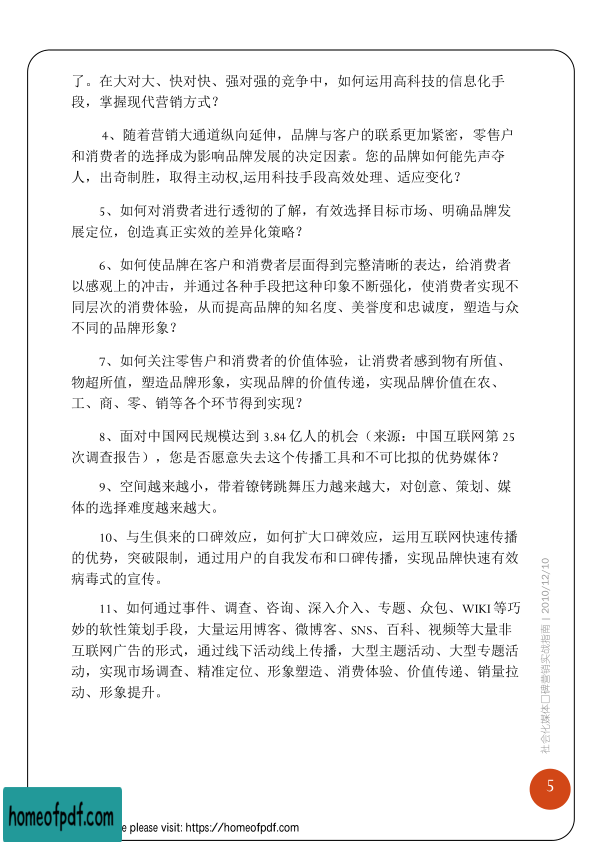 了。在大对大、快对快、强对强的竞争中，如何运用高科技的信息化手
段，掌握现代营销方式？
4、随着营销大通道纵向延伸，品牌与客户的联系更加紧密，零售户
和消费者的选择成为影响品牌发展的决定因素。您的品牌如何能先声夺
人，出奇制胜，取得主动权,运用科技手段高效处理、适应变化？
5、如何对消费者进行透彻的了解，有效选择目标市场、明确品牌发
展定位，创造真正实效的差异化策略？
6、如何使品牌在客户和消费者层面得到完整清晰的表达，给消费者
以感观上的冲击，并通过各种手段把这种印象不断强化，使消费者实现不
同层次的消费体验，从而提高品牌的知名度、美誉度和忠诚度，塑造与众
不同的品牌形象？
7、如何关注零售户和消费者的价值体验，让消费者感到物有所值、
物超所值，塑造品牌形象，实现品牌的价值传递，实现品牌价值在农、
工、商、零、销等各个环节得到实现？
8、面对中国网民规模达到 3.84 亿人的机会（来源：中国互联网第 25
次调查报告），您是否愿意失去这个传播工具和不可比拟的优势媒体？
9、空间越来越小，带着镣铐跳舞压力越来越大，对创意、策划、媒
体的选择难度越来越大。
10、与生俱来的口碑效应，如何扩大口碑效应，运用互联网快速传播
的优势，突破限制，通过用户的自我发布和口碑传播，实现品牌快速有效
病毒式的宣传。
11、如何通过事件、调查、咨询、深入介入、专题、众包、WIKI 等巧
妙的软性策划手段，大量运用博客、微博客、SNS、百科、视频等大量非
互联网广告的形式，通过线下活动线上传播，大型主题活动、大型专题活
动，实现市场调查、精准定位、形象塑造、消费体验、价值传递、销量拉
动、形象提升。
社会化媒体口碑营销实战指南 | 2010/12/10
5
homeofpdf.com
e please visit: https://homeofpdf.com